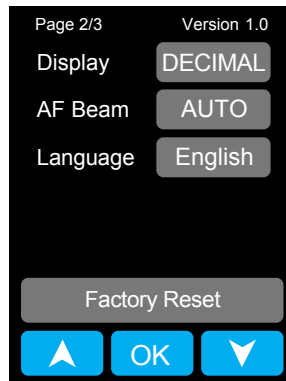 Page 2/3 Version 1.0
Display DECIMAL
AF Beam AUTO
Language English
Factory Reset
OK